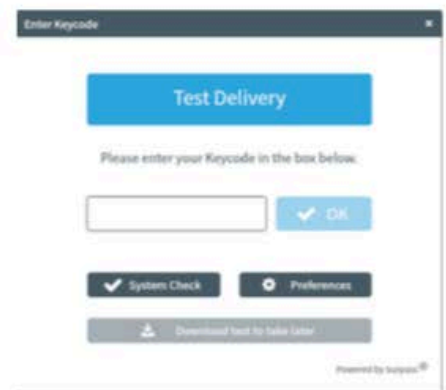 Enter Keycode
Test Delivery
Please enter your Keycode in the box below.
OK
System Check
Preferences
Download test to take later
Powered by Surpass